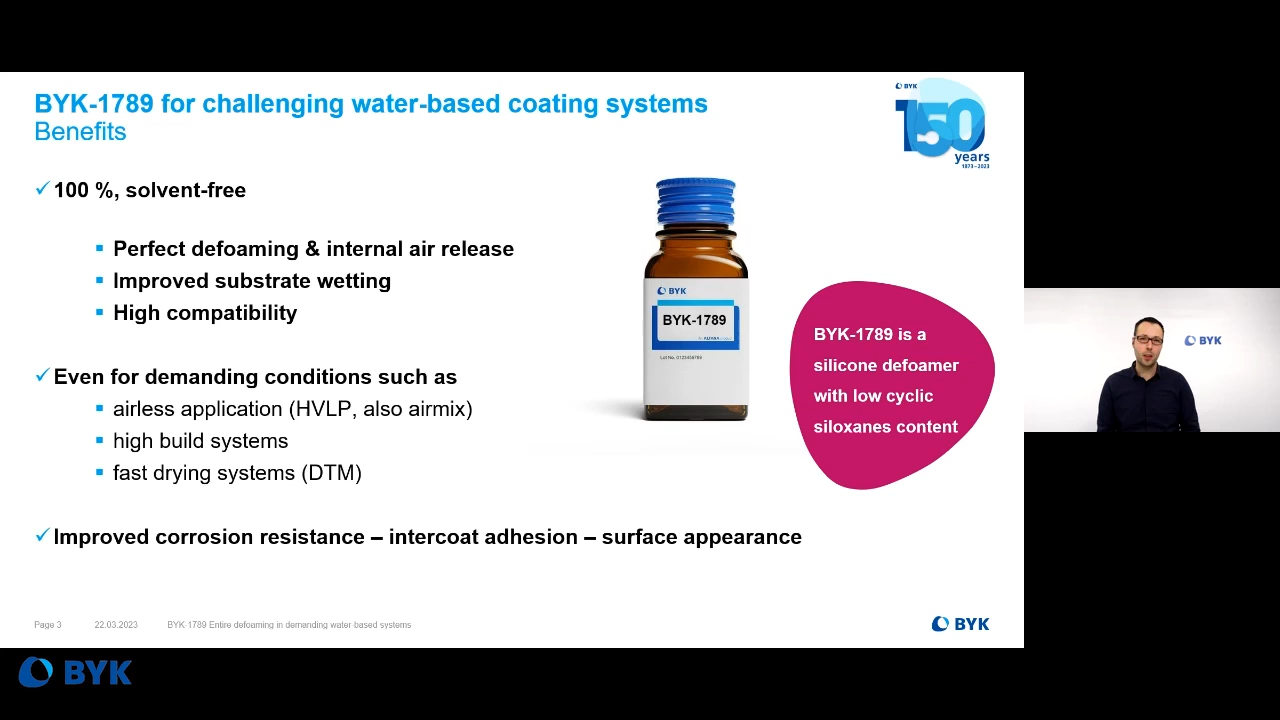 BYK-1789 for challenging water-based coating systems
Benefits
BYK
150
years
1873–2023
100 %, solvent-free
Perfect defoaming & internal air release
Improved substrate wetting
High compatibility
Even for demanding conditions such as
airless application (HVLP, also airmix)
high build systems
fast drying systems (DTM)
Improved corrosion resistance – intercoat adhesion – surface appearance
BYK
BYK-1789
Lot No. 0123456789
BYK-1789 is a
silicone defoamer
with low cyclic
siloxanes content
BYK
Page 3 22.03.2023 BYK-1789 Entire defoaming in demanding water-based systems
BYK
BYK